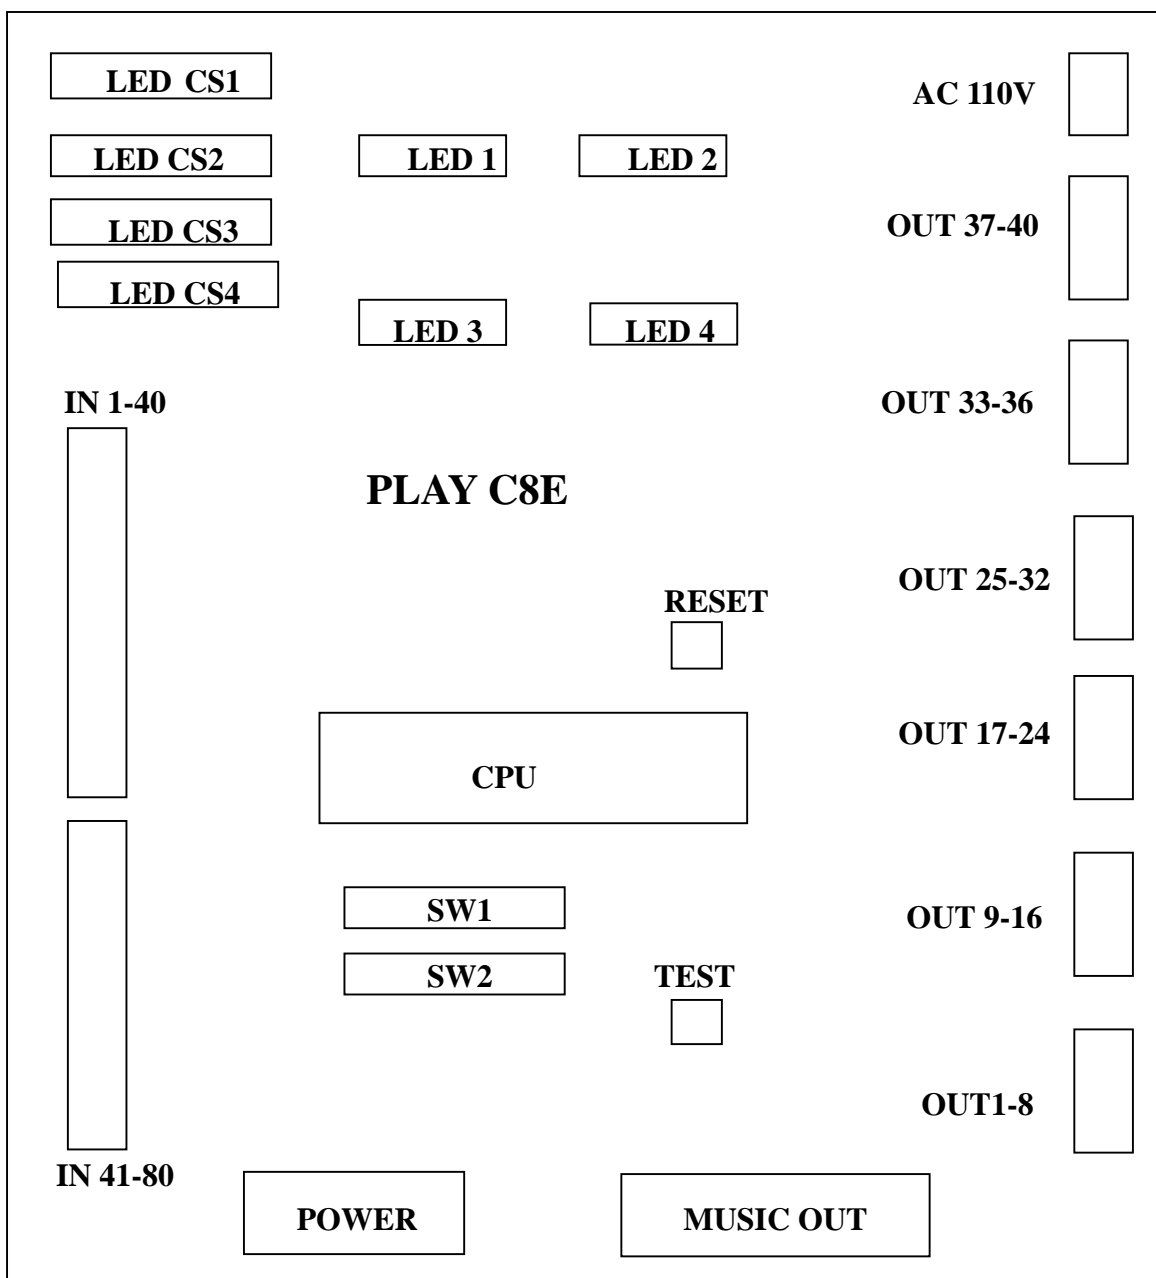 LED CS1
AC 110V
LED CS2
LED 1
LED 2
LED CS3
OUT 37-40
LED CS4
LED 3
LED 4
IN 1-40
OUT 33-36
PLAY C8E
OUT 25-32
RESET
OUT 17-24
CPU
SW1
OUT 9-16
SW2
TEST
OUT1-8
IN 41-80
POWER
MUSIC OUT